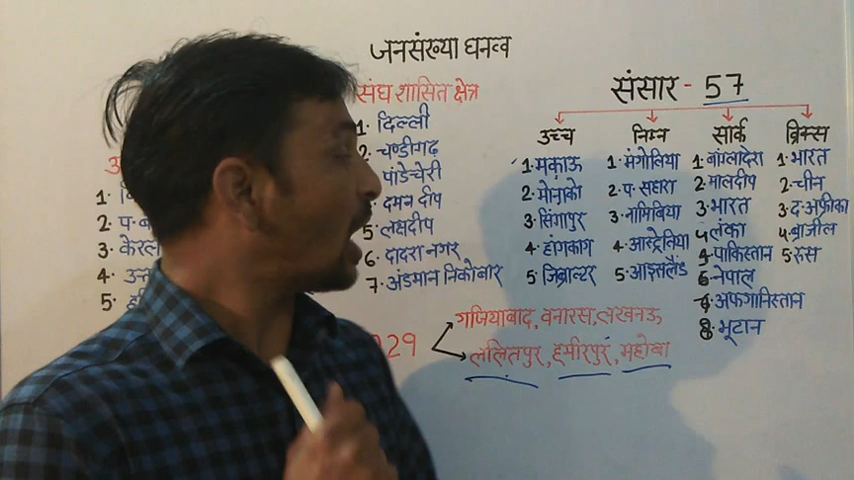 जनसंख्या घनत्व
संघ शासित क्षेत्र
1. दिल्ली
2. चण्डीगढ़
पांडेचेरी
दमन दीप
5. लक्षदीप
6. दादरा नगर
7. अंडमान निकोबार
1.
2. प.
3. केरल
4.
5.
संसार - 57
उच्च
1. मकाऊ
2. मोनाको
3. सिंगापुर
4. हांगकांग
5. जिब्राल्टर
निम्न
1. मंगोलिया
2. प. सहारा
3. नामिबिया
4. आस्ट्रेलिया
5. आइसलैंड
सार्क
1. बांग्लादेश
2. मालदीप
3. भारत
4. लंका
5. पाकिस्तान
6. नेपाल
7. अफगानिस्तान
8. भूटान
ब्रिक्स
1. भारत
2. चीन
3. द. अफ्रीका
4. ब्राजील
5. रूस
29
गजियाबाद, वनारस, लखनऊ
ललितपुर, हमीरपुर, महोबा